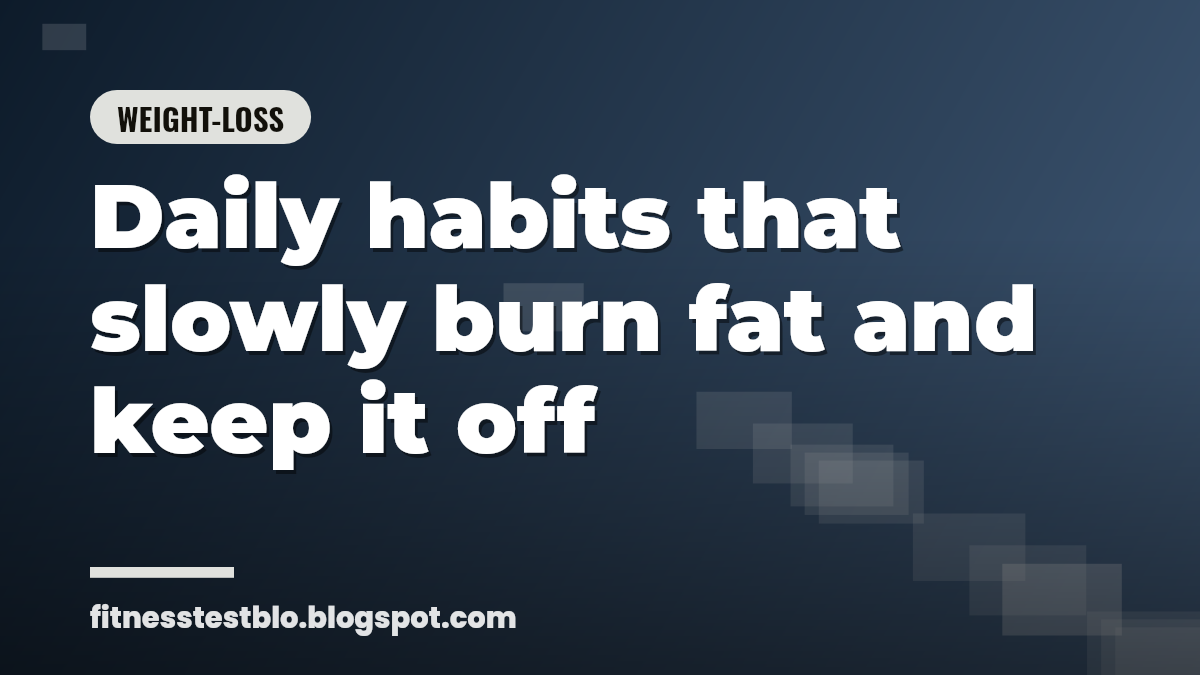 WEIGHT-LOSS
Daily habits that
slowly burn fat and
keep it off
fitnesstestblo.blogspot.com